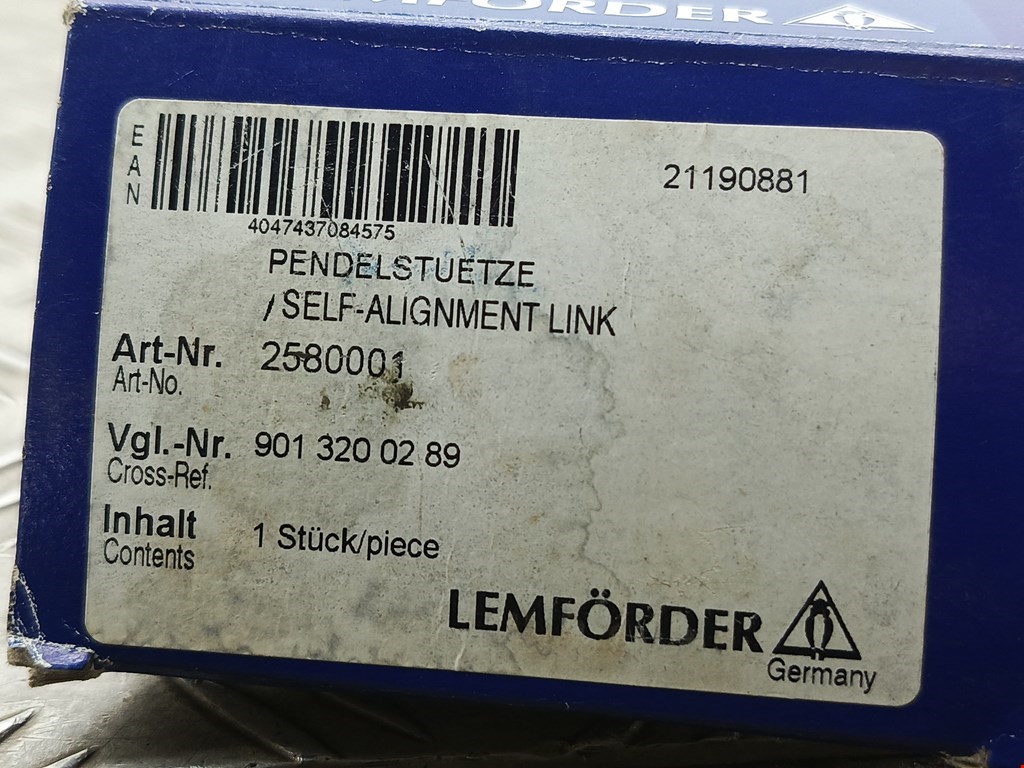 LEMFÖRDER
EAN
21190881
4047437084575
PENDELSTUETZE
/SELF-ALIGNMENT LINK
Art-Nr. 2580001
Art-No.
Vgl.-Nr. 901 320 02 89
Cross-Ref.
Inhalt 1 Stück/piece
Contents
LEMFÖRDER
Germany